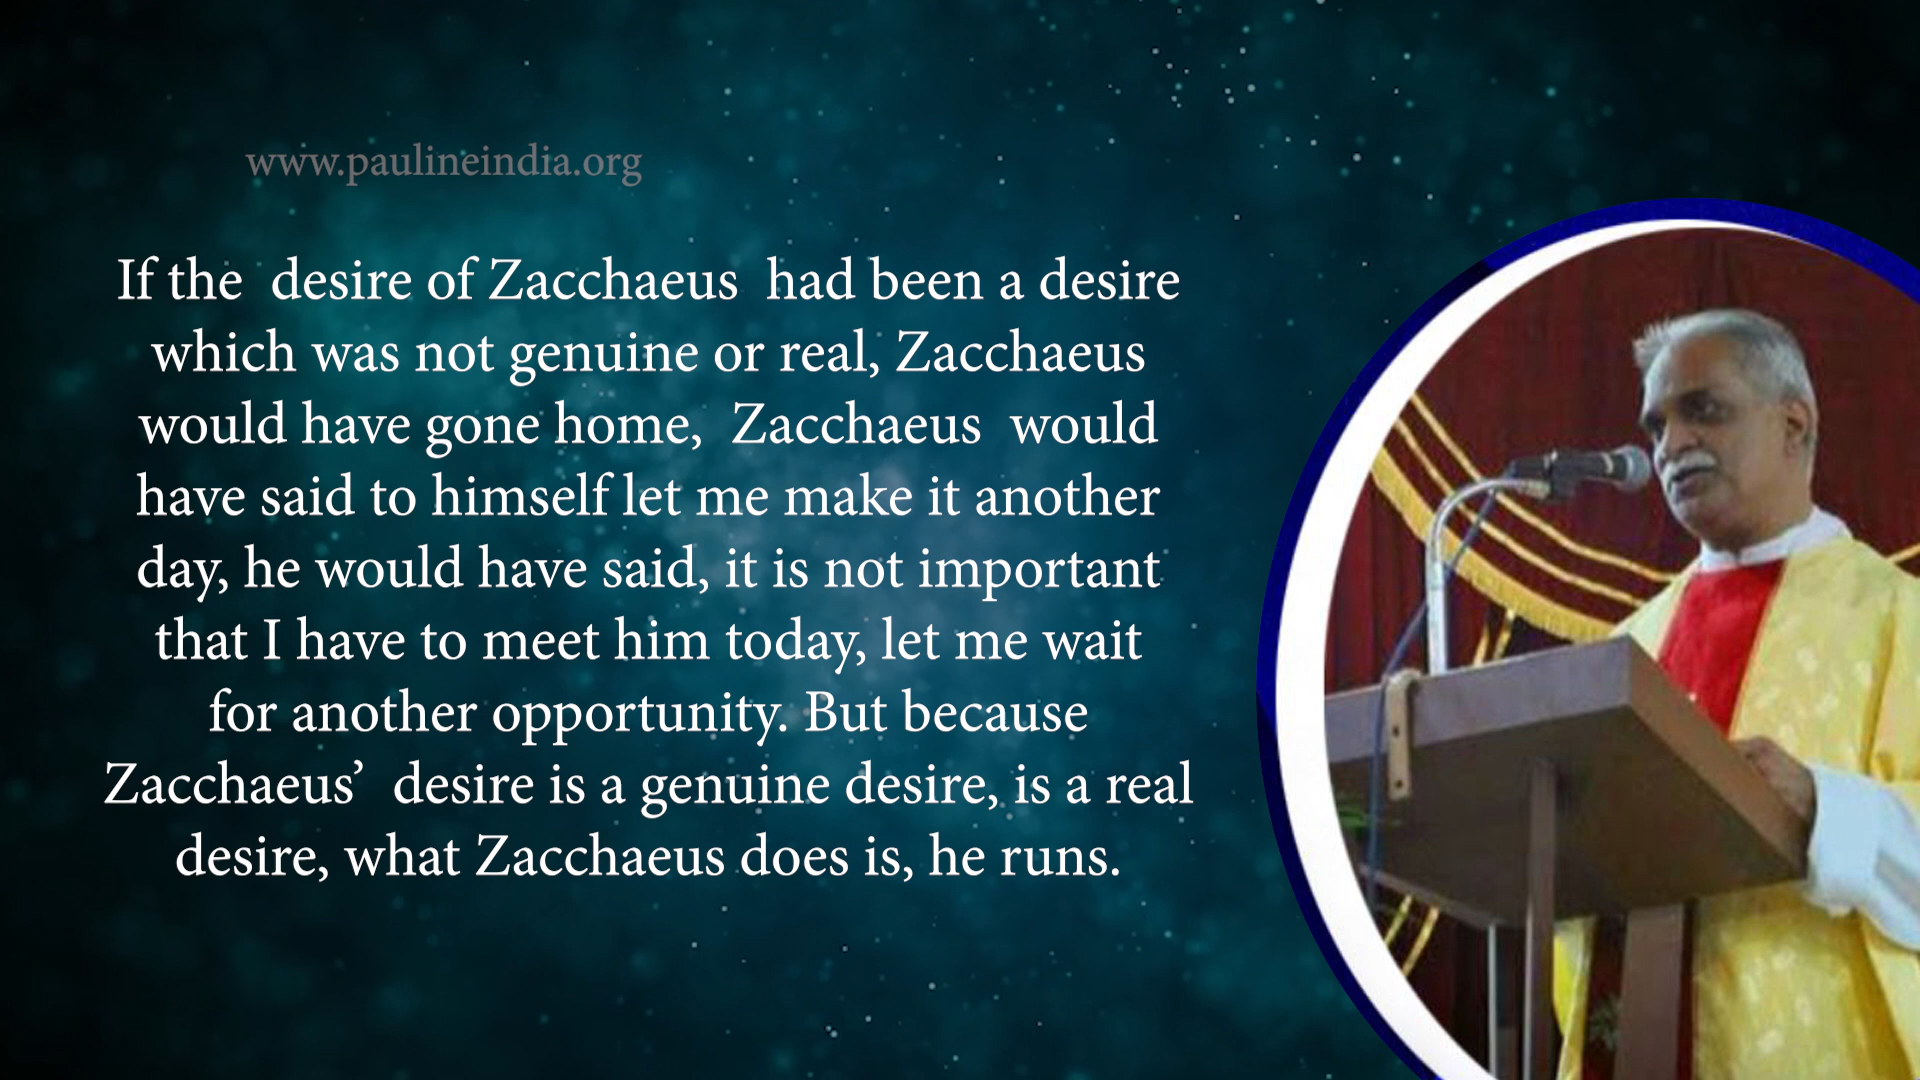 www.paulineindia.org
If the desire of Zacchaeus had been a desire
which was not genuine or real, Zacchaeus
would have gone home, Zacchaeus would
have said to himself let me make it another
day, he would have said, it is not important
that I have to meet him today, let me wait
for another opportunity. But because
Zacchaeus’ desire is a genuine desire, is a real
desire, what Zacchaeus does is, he runs.